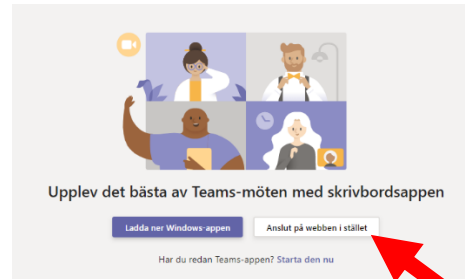 Upplev det bästa av Teams-möten med skrivbordsappen
Ladda ner Windows-appen
Anslut på webben i stället
Har du redan Teams-appen? Starta den nu